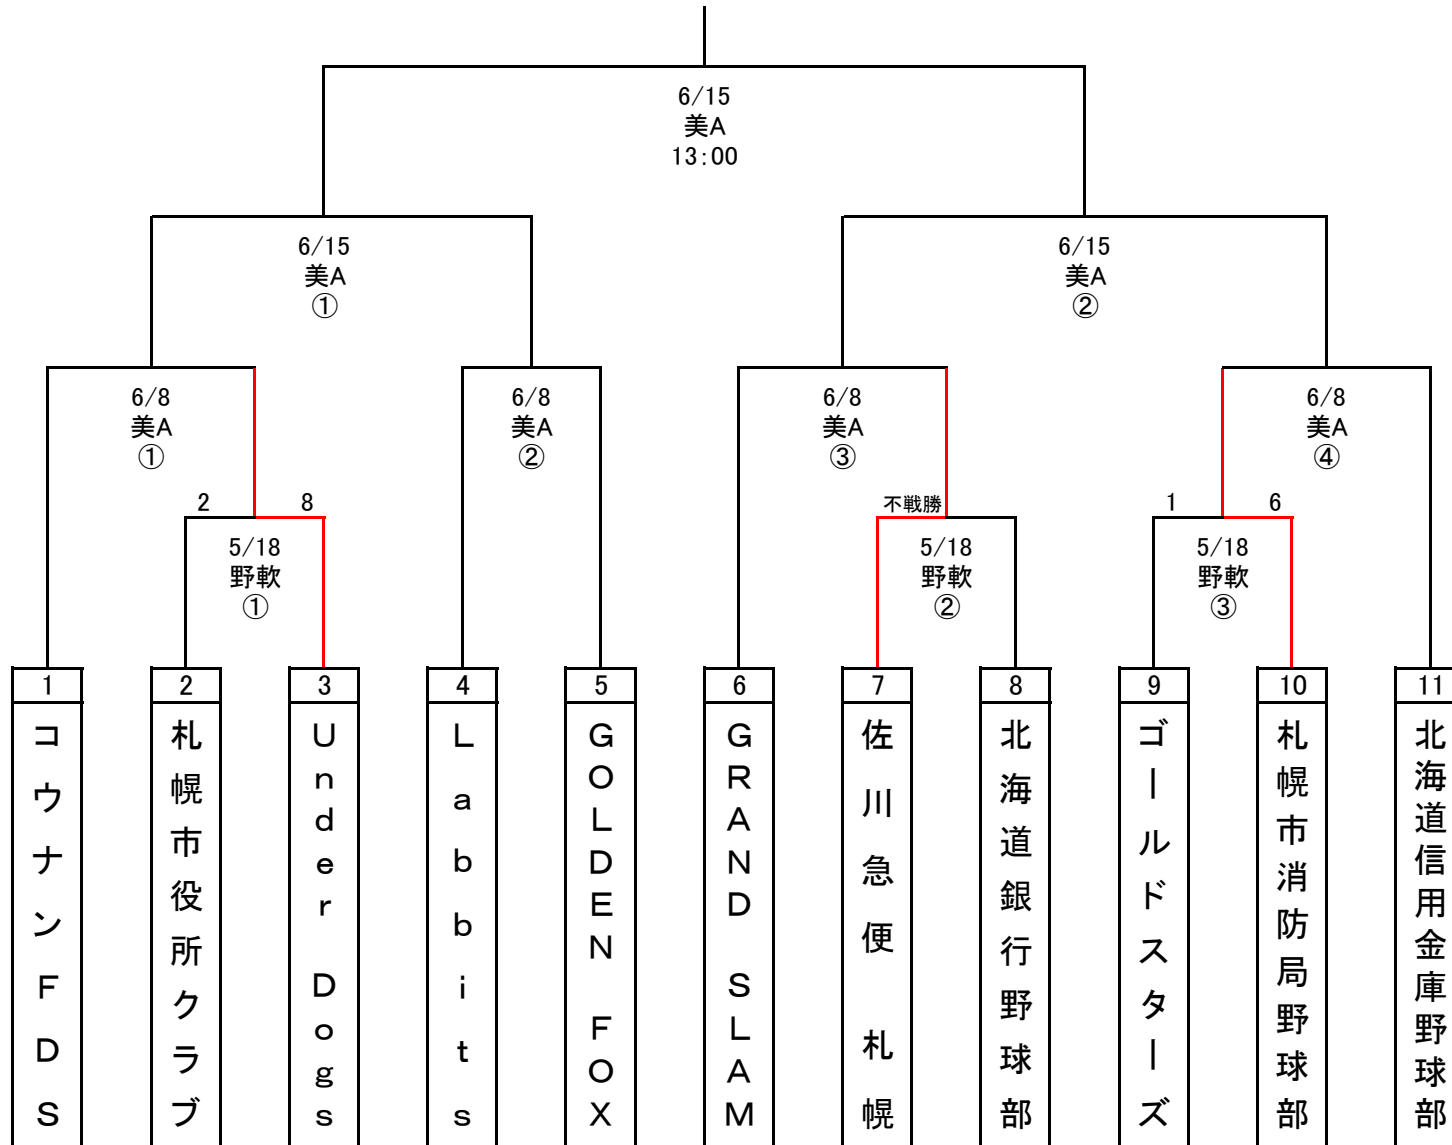 6/15
美A
13:00
6/15
美A
①
6/15
美A
②
6/8
美A
①
6/8
美A
②
6/8
美A
③
6/8
美A
④
2 8
不戦勝
1 6
5/18
野軟
①
5/18
野軟
②
5/18
野軟
③
1 2 3 4 5 6 7 8 9 10 11
コウナンFDS
札幌市役所クラブ
Under Dogs
Labbits
GOLDEN FOX
GRAND SLAM
佐川急便 札幌
北海道銀行野球部
ゴールドスターズ
札幌市消防局野球部
北海道信用金庫野球部